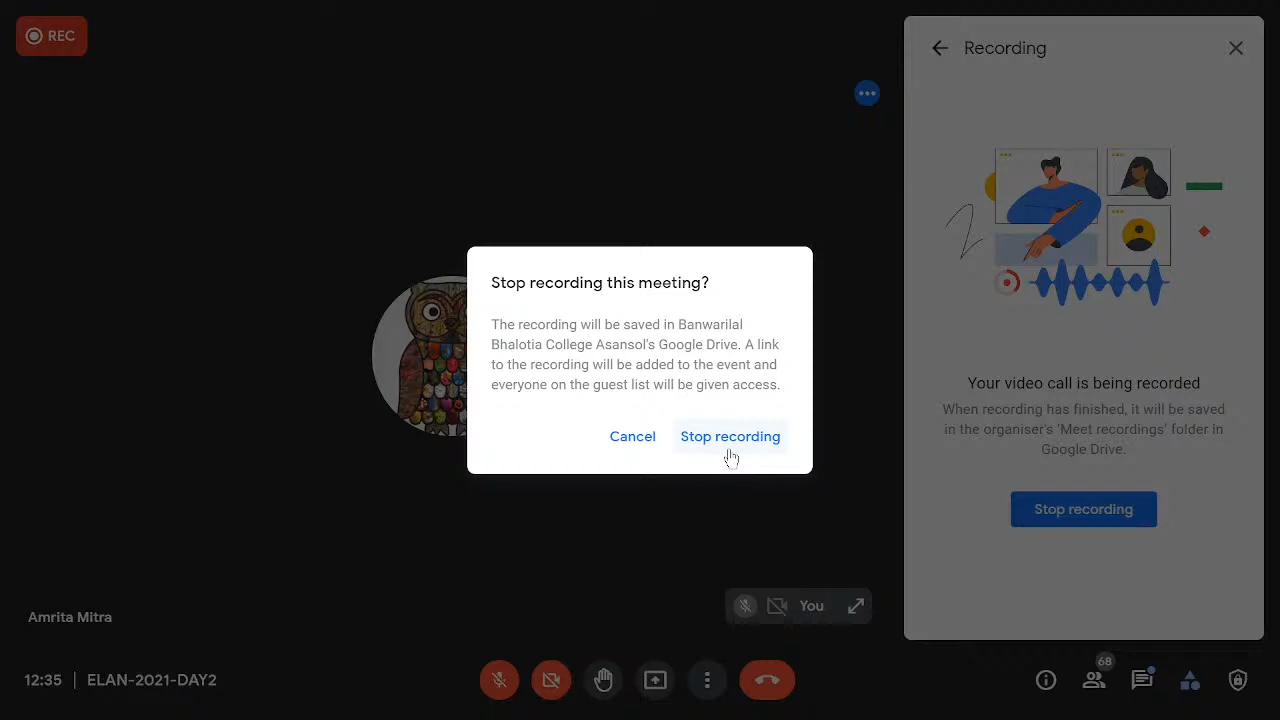 REC
Recording
Stop recording this meeting?
The recording will be saved in Banwarilal
Bhalotia College Asansol's Google Drive. A link
to the recording will be added to the event and
everyone on the guest list will be given access.
Cancel
Stop recording
Your video call is being recorded
When recording has finished, it will be saved
in the organiser's 'Meet recordings' folder in
Google Drive.
Stop recording
You
Amrita Mitra
12:35 | ELAN-2021-DAY2
68